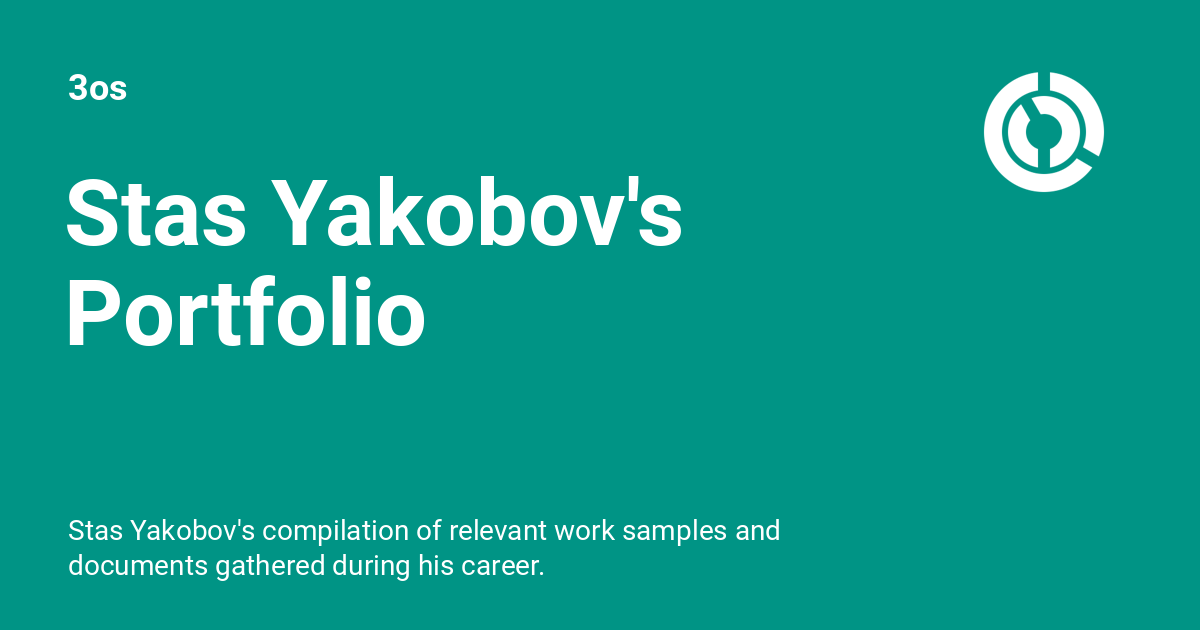 3os
Stas Yakobov's
Portfolio
Stas Yakobov's compilation of relevant work samples and
documents gathered during his career.